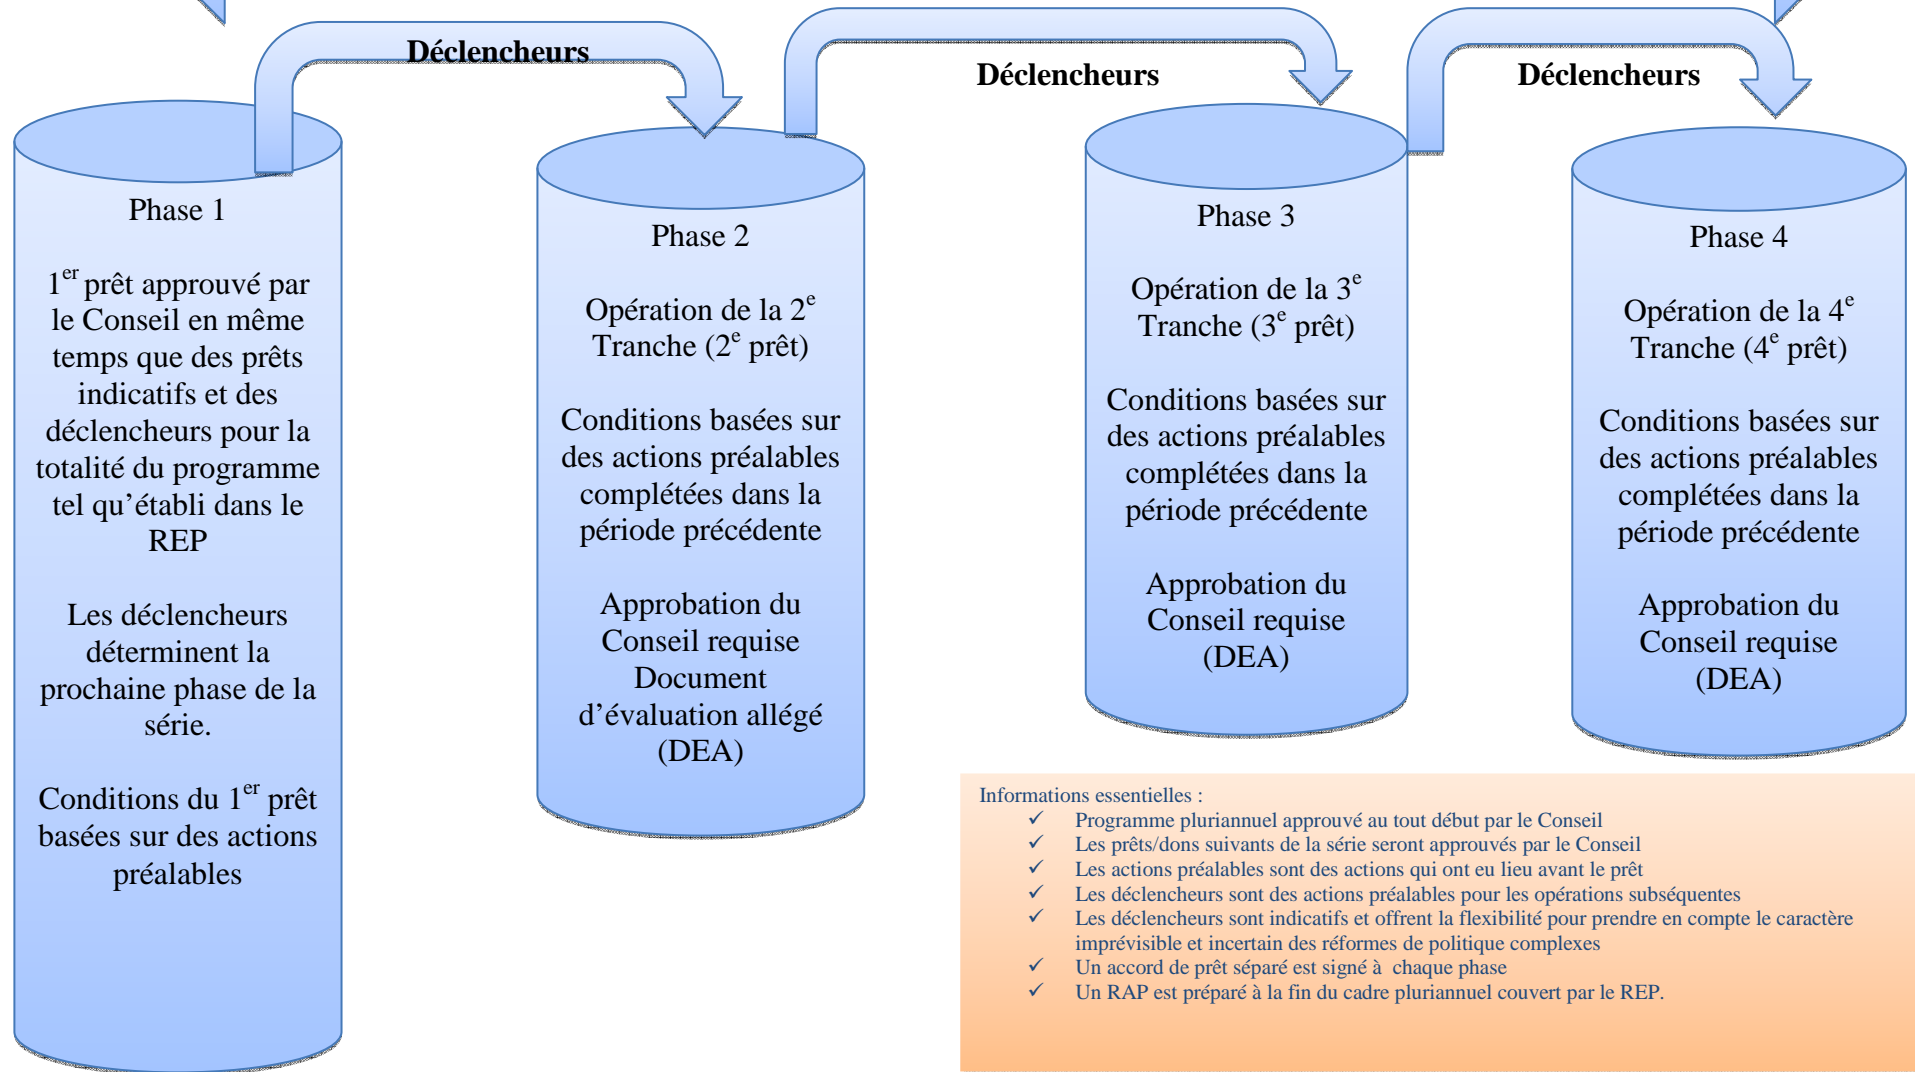 Déclencheurs
Déclencheurs
Déclencheurs
Phase 1
1er prêt approuvé par
le Conseil en même
temps que des prêts
indicatifs et des
déclencheurs pour la
totalité du programme
tel qu’établi dans le
REP
Les déclencheurs
déterminent la
prochaine phase de la
série.
Conditions du 1er prêt
basées sur des actions
préalables
Phase 2
Opération de la 2e
Tranche (2e prêt)
Conditions basées sur
des actions préalables
complétées dans la
période précédente
Approbation du
Conseil requise
Document
d’évaluation allégé
(DEA)
Phase 3
Opération de la 3e
Tranche (3e prêt)
Conditions basées sur
des actions préalables
complétées dans la
période précédente
Approbation du
Conseil requise
(DEA)
Phase 4
Opération de la 4e
Tranche (4e prêt)
Conditions basées sur
des actions préalables
complétées dans la
période précédente
Approbation du
Conseil requise
(DEA)
Informations essentielles :
✓ Programme pluriannuel approuvé au tout début par le Conseil
✓ Les prêts/dons suivants de la série seront approuvés par le Conseil
✓ Les actions préalables sont des actions qui ont eu lieu avant le prêt
✓ Les déclencheurs sont des actions préalables pour les opérations subséquentes
✓ Les déclencheurs sont indicatifs et offrent la flexibilité pour prendre en compte le caractère
imprévisible et incertain des réformes de politique complexes
✓ Un accord de prêt séparé est signé à chaque phase
✓ Un RAP est préparé à la fin du cadre pluriannuel couvert par le REP.